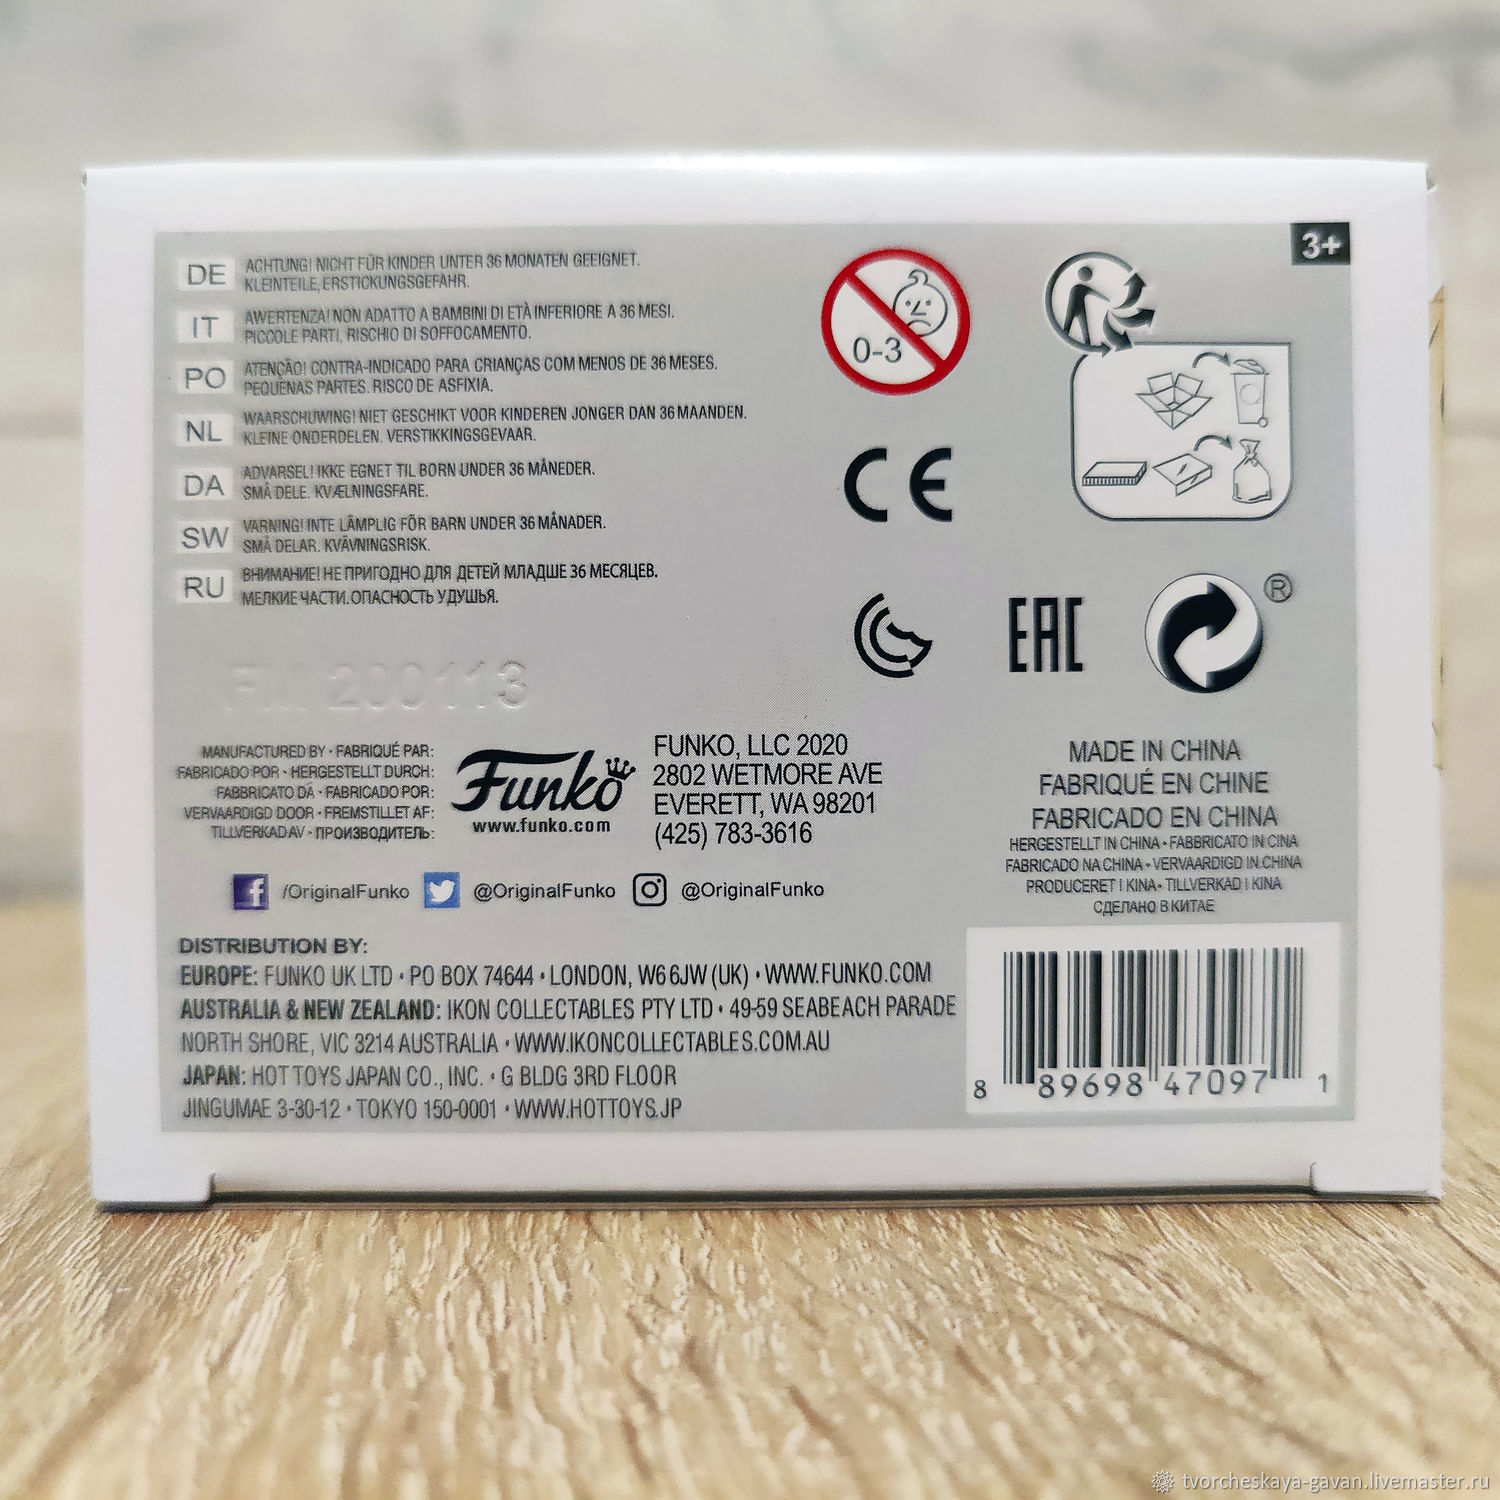 3+
DE ACHTUNG! NICHT FÜR KINDER UNTER 36 MONATEN GEEIGNET.
KLEINTEILE, ERSTICKUNGSGEFAHR.
IT AWERTENZA! NON ADATTO A BAMBINI DI ETÀ INFERIORE A 36 MESI.
PICCOLE PARTI, RISCHIO DI SOFFOCAMENTO.
PO ATENÇÃO! CONTRA-INDICADO PARA CRIANÇAS COM MENOS DE 36 MESES.
PEQUENAS PARTES. RISCO DE ASFIXIA.
NL WAARSCHUWING! NIET GESCHIKT VOOR KINDEREN JONGER DAN 36 MAANDEN.
KLEINE ONDERDELEN. VERSTIKKINGSGEVAAR.
DA ADVARSEL! IKKE EGNET TIL BORN UNDER 36 MÅNEDER.
SMÅ DELE. KVÆLNINGSFARE.
SW VARNING! INTE LÄMPLIG FÖR BARN UNDER 36 MÅNADER.
SMÅ DELAR. KVÄVNINGSRISK.
RU ВНИМАНИЕ! НЕ ПРИГОДНО ДЛЯ ДЕТЕЙ МЛАДШЕ 36 МЕСЯЦЕВ.
МЕЛКИЕ ЧАСТИ. ОПАСНОСТЬ УДУШЬЯ.
0-3
CE
EAC
®
200113
MANUFACTURED BY • FABRIQUÉ PAR:
FABRICADO POR • HERGESTELLT DURCH:
FABBRICATO DÁ • FABRICADO POR:
VERVAARDIGD DOOR • FREMSTILLET AF:
TILLVERKAD AV • ПРОИЗВОДИТЕЛЬ:
Funko
www.funko.com
FUNKO, LLC 2020
2802 WETMORE AVE
EVERETT, WA 98201
(425) 783-3616
MADE IN CHINA
FABRIQUÉ EN CHINE
FABRICADO EN CHINA
HERGESTELLT IN CHINA • FABBRICATO IN CINA
FABRICADO NA CHINA • VERVAARDIGD IN CHINA
PRODUCERET I KINA • TILLVERKAD I KINA
СДЕЛАНО В КИТАЕ
/OriginalFunko @OriginalFunko @OriginalFunko
DISTRIBUTION BY:
EUROPE: FUNKO UK LTD • PO BOX 74644 • LONDON, W6 6JW (UK) • WWW.FUNKO.COM
AUSTRALIA & NEW ZEALAND: IKON COLLECTABLES PTY LTD • 49-59 SEABEACH PARADE
NORTH SHORE, VIC 3214 AUSTRALIA • WWW.IKONCOLLECTABLES.COM.AU
JAPAN: HOT TOYS JAPAN CO., INC. • G BLDG 3RD FLOOR
JINGUMAE 3-30-12 • TOKYO 150-0001 • WWW.HOTTOYS.JP
8 89698 47097 1
tvorcheskaya-gavan.livemaster.ru